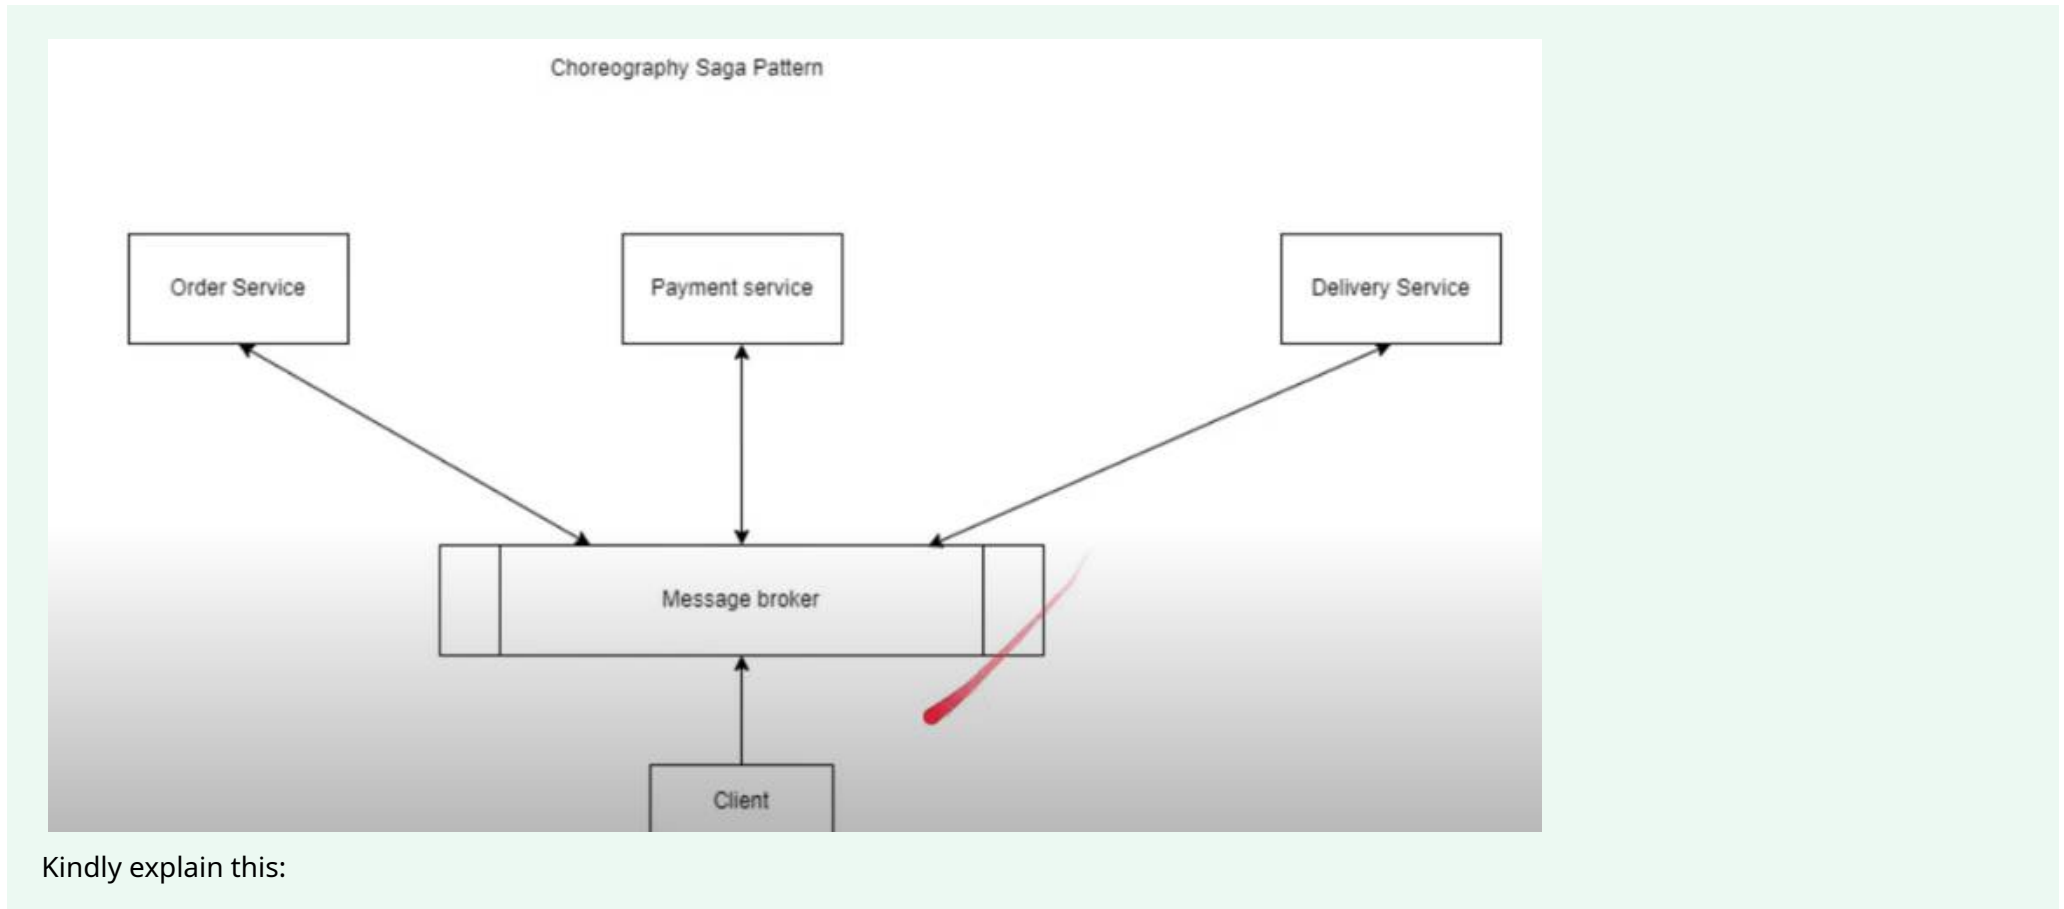 Choreography Saga Pattern
Order Service
Payment service
Delivery Service
Message broker
Client
Kindly explain this: